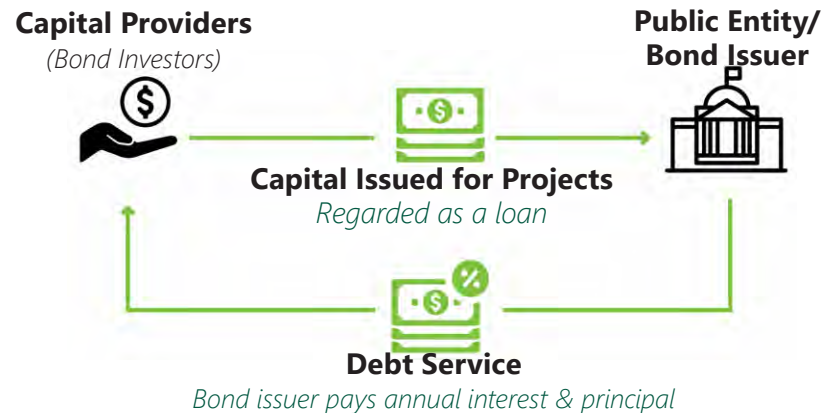 Capital Providers
(Bond Investors)
$
Public Entity/
Bond Issuer
$
Capital Issued for Projects
Regarded as a loan
%
$
Debt Service
Bond issuer pays annual interest & principal